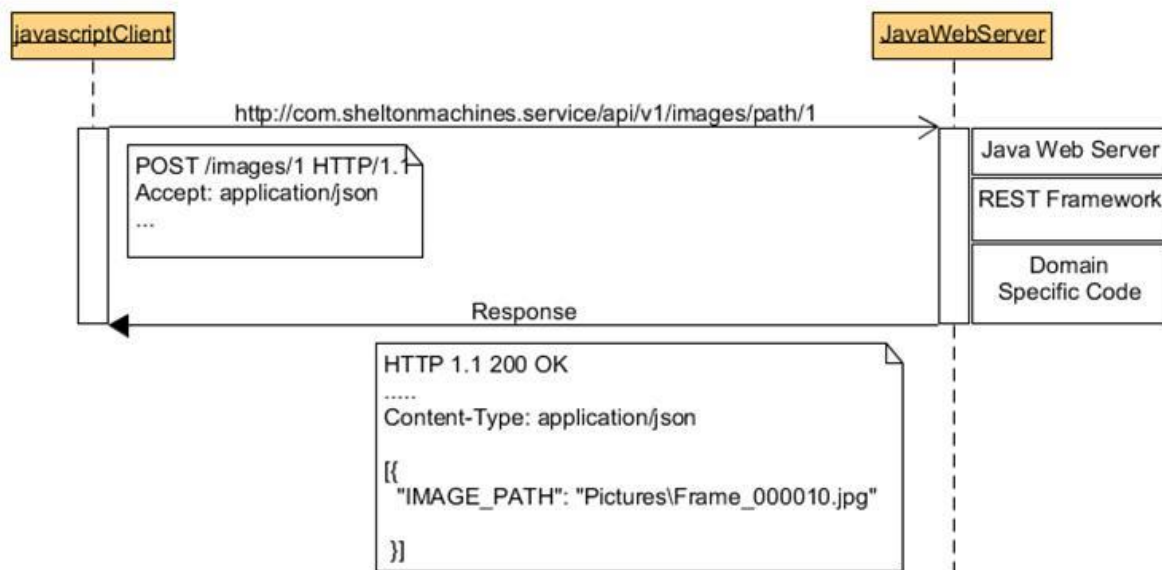 javascriptClient
JavaWebServer
http://com.sheltonmachines.service/api/v1/images/path/1
POST /images/1 HTTP/1.1
Accept: application/json
...
Java Web Server
REST Framework
Domain
Specific Code
Response
HTTP 1.1 200 OK
.....
Content-Type: application/json
[{
"IMAGE_PATH": "Pictures\Frame_000010.jpg"
}]